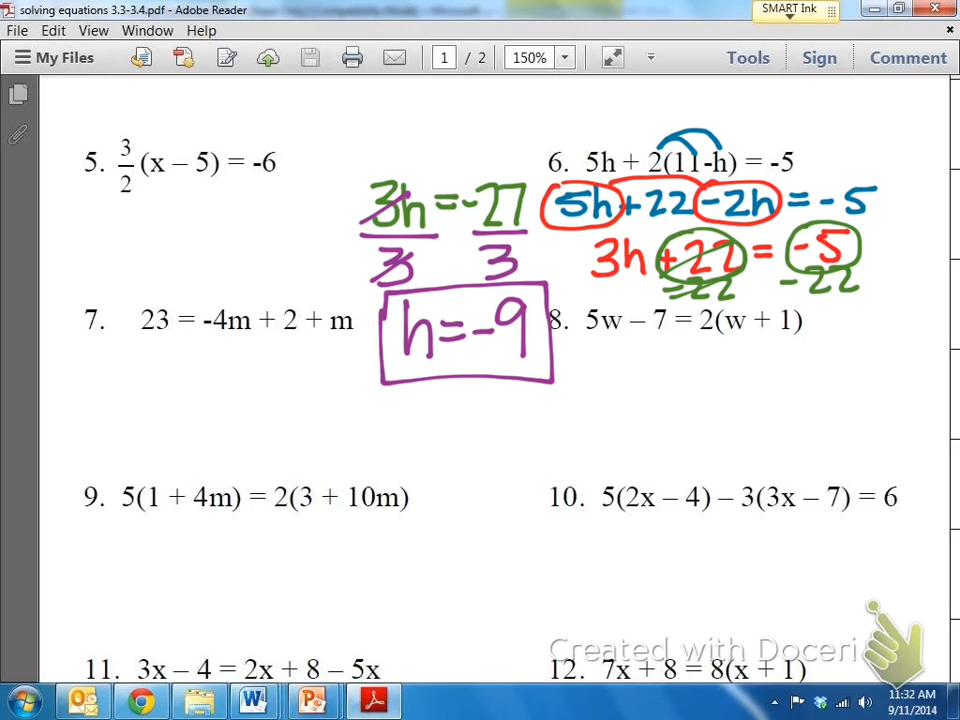 solving equations 3.3-3.4.pdf - Adobe Reader
SMART Ink
File Edit View Window Help
My Files 1 / 2 150% Tools Sign Comment
5. 3/2 (x – 5) = -6
6. 5h + 2(11-h) = -5
5h+22-2h=-5
3h+22=-5
-22 -22
3h=-27
3 3
h=-9
7. 23 = -4m + 2 + m
8. 5w – 7 = 2(w + 1)
9. 5(1 + 4m) = 2(3 + 10m)
10. 5(2x – 4) – 3(3x – 7) = 6
Created with Doceri
11. 3x – 4 = 2x + 8 – 5x
12. 7x + 8 = 8(x + 1)
11:32 AM
9/11/2014